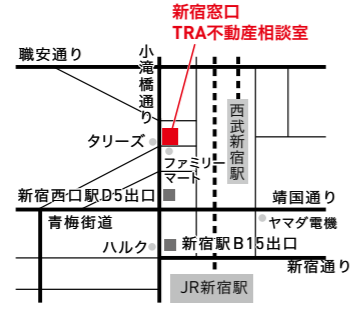 新宿窓口
TRA不動産相談室
職安通り
小滝橋通り
西武新宿駅
タリーズ
ファミリー
マート
新宿西口駅D5出口
靖国通り
青梅街道
ヤマダ電機
ハルク
新宿駅B15出口
新宿通り
JR新宿駅